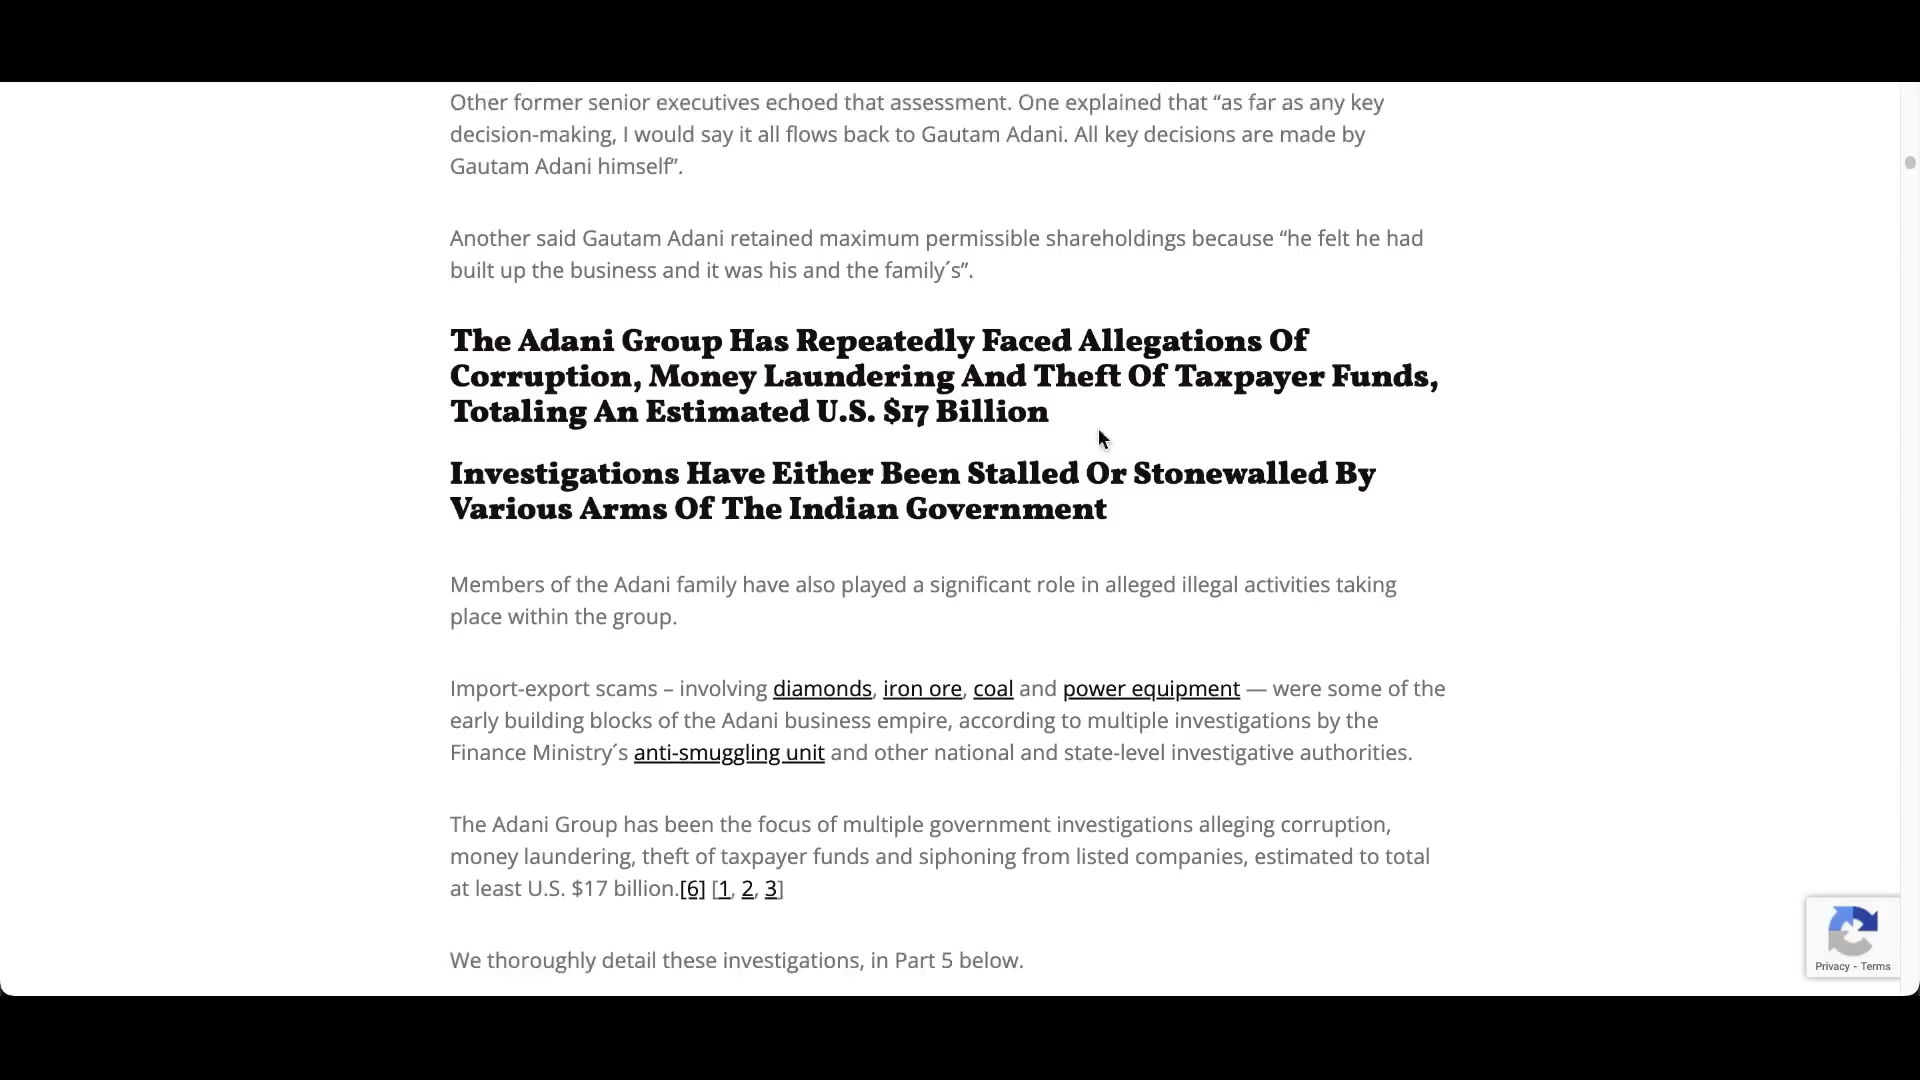 Other former senior executives echoed that assessment. One explained that “as far as any key
decision-making, I would say it all flows back to Gautam Adani. All key decisions are made by
Gautam Adani himself”.
Another said Gautam Adani retained maximum permissible shareholdings because “he felt he had
built up the business and it was his and the family´s”.
The Adani Group Has Repeatedly Faced Allegations Of
Corruption, Money Laundering And Theft Of Taxpayer Funds,
Totaling An Estimated U.S. $17 Billion
Investigations Have Either Been Stalled Or Stonewalled By
Various Arms Of The Indian Government
Members of the Adani family have also played a significant role in alleged illegal activities taking
place within the group.
Import-export scams – involving diamonds, iron ore, coal and power equipment — were some of the
early building blocks of the Adani business empire, according to multiple investigations by the
Finance Ministry´s anti-smuggling unit and other national and state-level investigative authorities.
The Adani Group has been the focus of multiple government investigations alleging corruption,
money laundering, theft of taxpayer funds and siphoning from listed companies, estimated to total
at least U.S. $17 billion.[6] [1, 2, 3]
We thoroughly detail these investigations, in Part 5 below.
Privacy - Terms